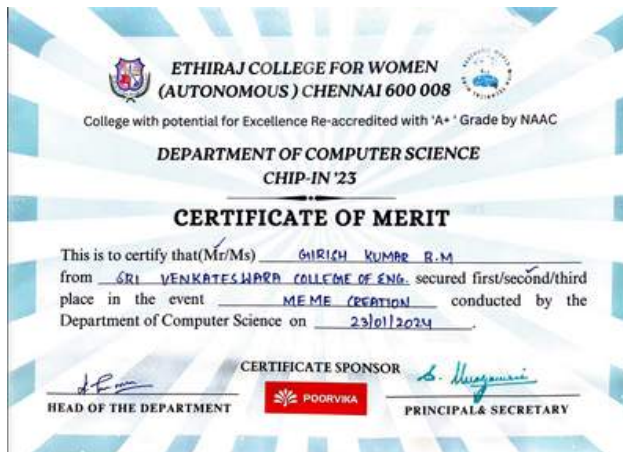 ETHIRAJ COLLEGE FOR WOMEN
(AUTONOMOUS ) CHENNAI 600 008
College with potential for Excellence Re-accredited with 'A+ ' Grade by NAAC
DEPARTMENT OF COMPUTER SCIENCE
CHIP-IN '23
CERTIFICATE OF MERIT
This is to certify that(Mr/Ms) GIRISH KUMAR R.M
from SRI VENKATESWARA COLLEGE OF ENG. secured first/second/third
place in the event MEME CREATION conducted by the
Department of Computer Science on 23/01/2024.
CERTIFICATE SPONSOR
POORVIKA
HEAD OF THE DEPARTMENT
PRINCIPAL& SECRETARY